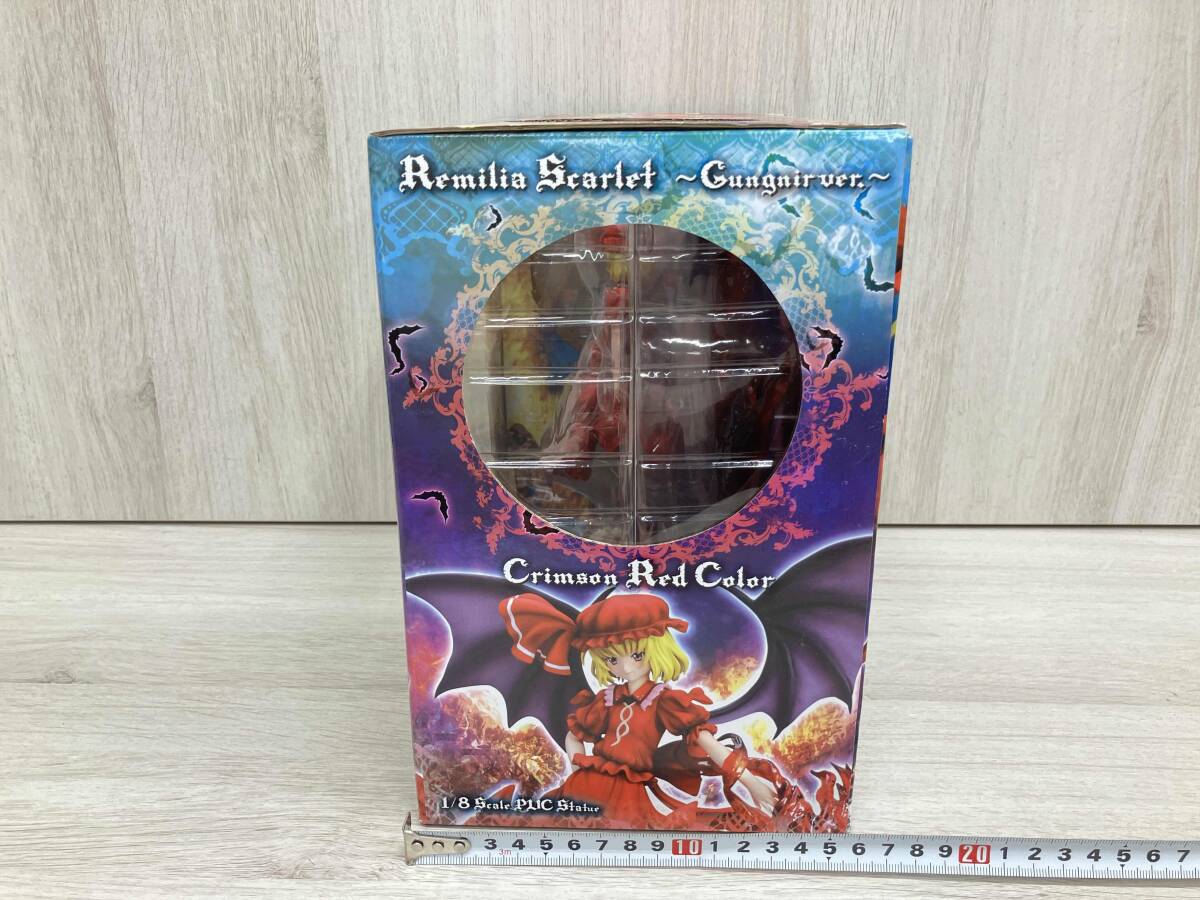 Remilia Scarlet ~Gungnir ver.~
Crimson Red Color
1/8 Scale PVC Statue
3 4 5 6 7 8 9 10 1 2 3 4 5 6 7 8 9 20 1 2 3 4 5 6 7
3m